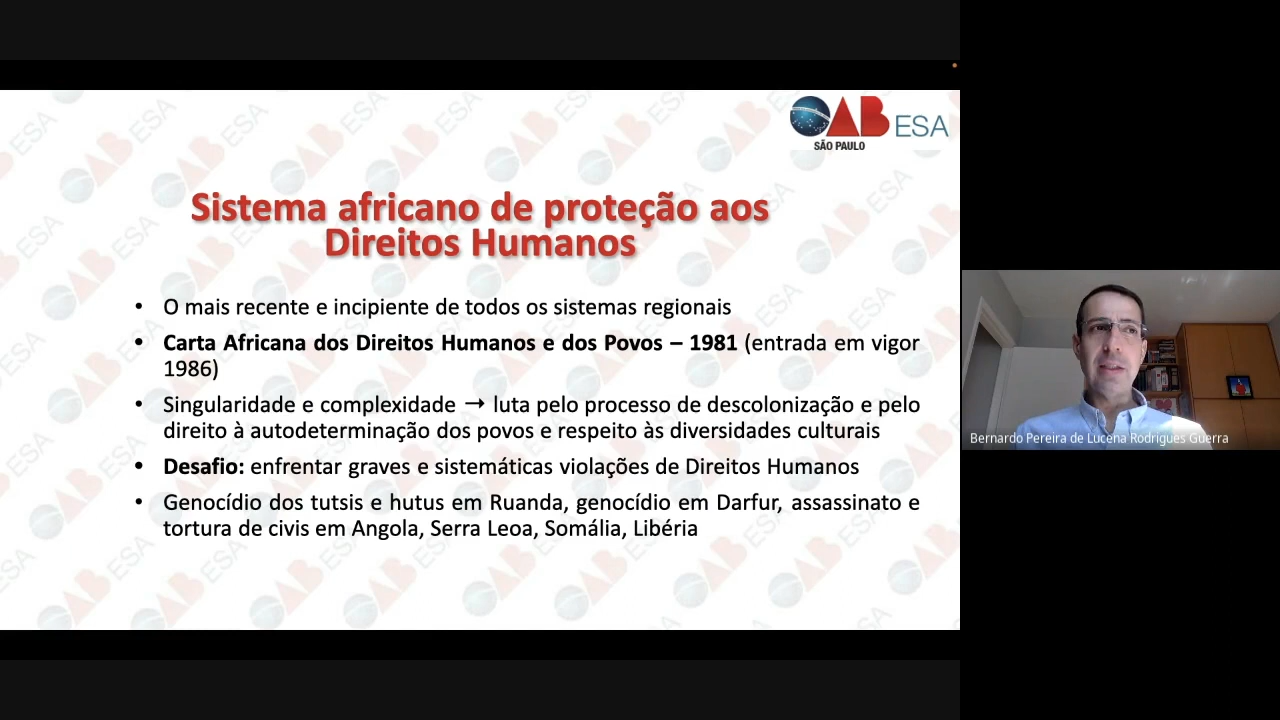 OAB ESA
SÃO PAULO
Sistema africano de proteção aos
Direitos Humanos
• O mais recente e incipiente de todos os sistemas regionais
• Carta Africana dos Direitos Humanos e dos Povos – 1981 (entrada em vigor
1986)
• Singularidade e complexidade → luta pelo processo de descolonização e pelo
direito à autodeterminação dos povos e respeito às diversidades culturais
• Desafio: enfrentar graves e sistemáticas violações de Direitos Humanos
• Genocídio dos tutsis e hutus em Ruanda, genocídio em Darfur, assassinato e
tortura de civis em Angola, Serra Leoa, Somália, Libéria
Bernardo Pereira de Lucena Rodrigues Guerra